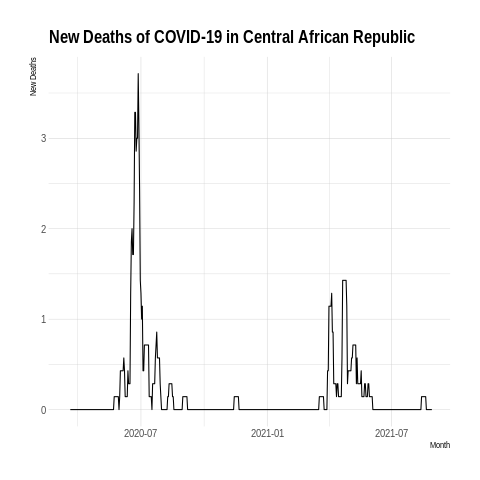 New Deaths of COVID-19 in Central African Republic
New Deaths
3
2
1
0
2020-07 2021-01 2021-07
Month